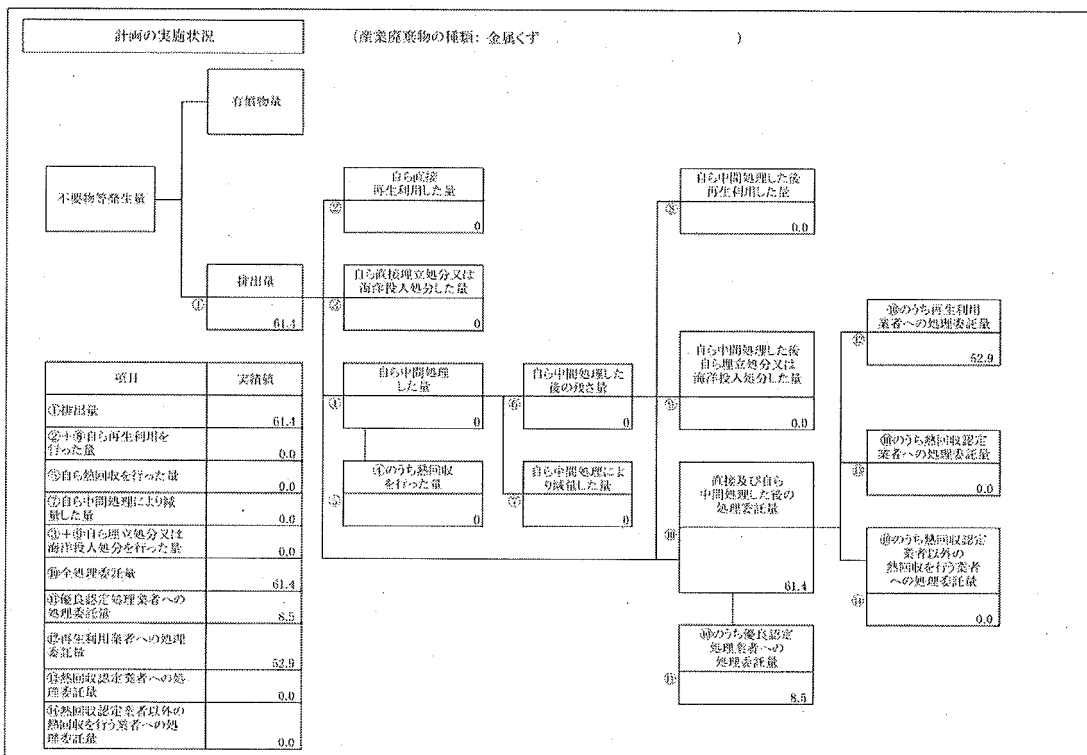 計画の実施状況
(産業廃棄物の種類: 金属くず )
有償物量
不要物等発生量
① 排出量
61.4
② 自ら直接
再生利用した量
0
③ 自ら直接埋立処分又は
海洋投入処分した量
0
④ 自ら中間処理
した量
0
⑤ ④のうち熱回収
を行った量
0
⑥ 自ら中間処理した
後の残さ量
0
⑦ 自ら中間処理によ
り減量した量
0
⑧ 自ら中間処理した後
再生利用した量
0.0
⑨ 自ら中間処理した後
自ら埋立処分又は
海洋投入処分した量
0.0
⑩ 直接及び自ら
中間処理した後の
処理委託量
61.4
⑪ ⑩のうち優良認定
処理業者への
処理委託量
8.5
⑫ ⑩のうち再生利用
業者への処理委託量
52.9
⑬ ⑩のうち熱回収認定
業者への処理委託量
0.0
⑭ ⑩のうち熱回収認定
業者以外の
熱回収を行う業者
への処理委託量
0.0
項目 実績値
①排出量
61.4
②+⑧自ら再生利用を
行った量
0.0
⑤自ら熱回収を行った量
0.0
⑦自ら中間処理により減
量した量
0.0
③+⑨自ら埋立処分又は
海洋投入処分を行った量
0.0
⑩全処理委託量
61.4
⑪優良認定処理業者への
処理委託量
8.5
⑫再生利用業者への処理
委託量
52.9
⑬熱回収認定業者への処
理委託量
0.0
⑭熱回収認定業者以外の
熱回収を行う業者への処
理委託量
0.0